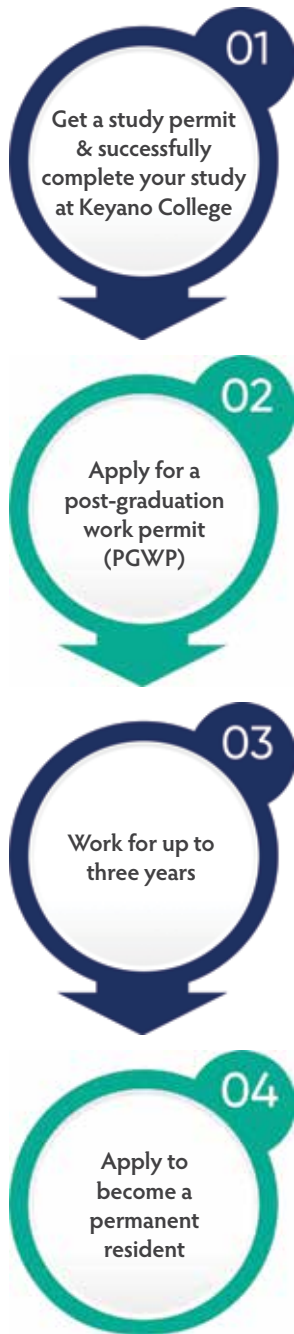 01
Get a study permit
& successfully
complete your study
at Keyano College
02
Apply for a
post-graduation
work permit
(PGWP)
03
Work for up to
three years
04
Apply to
become a
permanent
resident